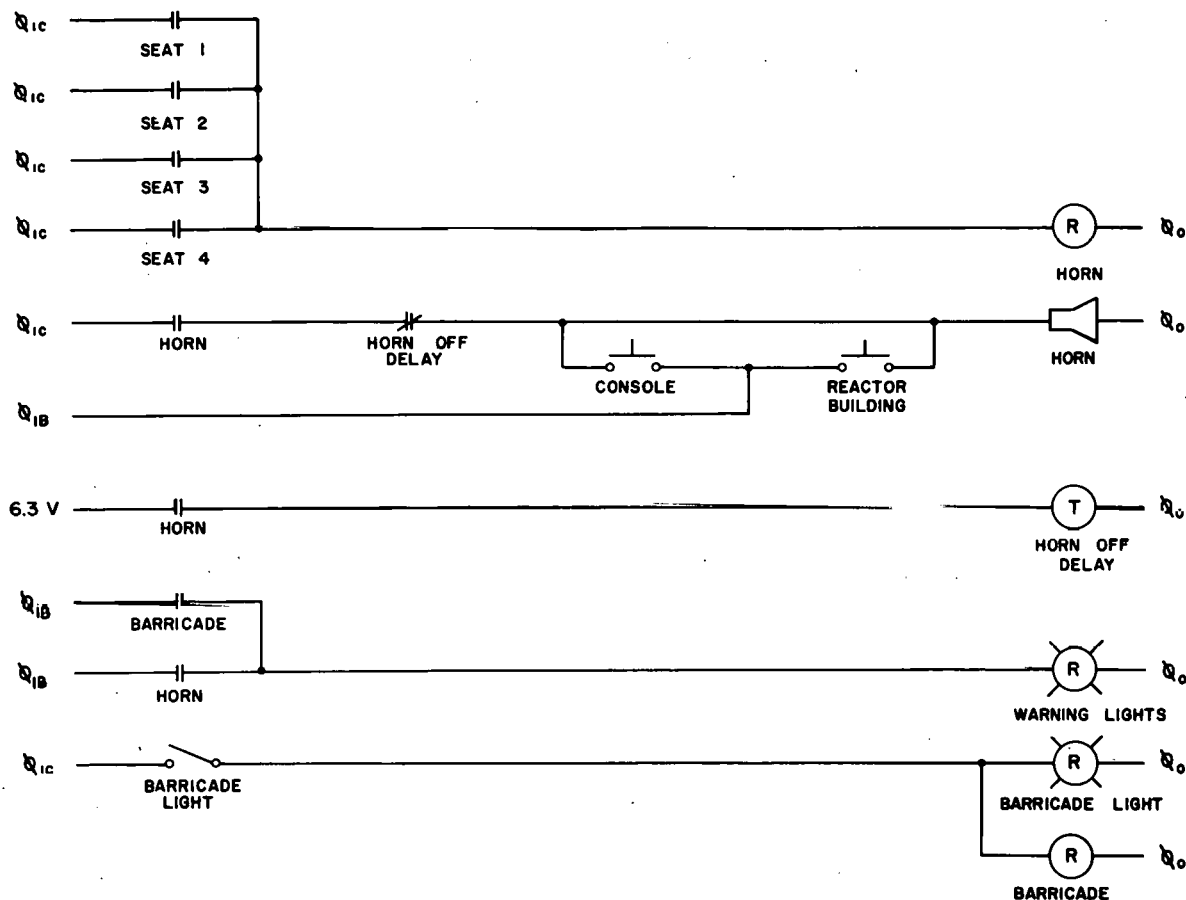 Ø1C
SEAT 1
Ø1C
SEAT 2
Ø1C
SEAT 3
Ø1C
SEAT 4
R
Ø0
HORN
Ø1C
HORN
HORN OFF
DELAY
CONSOLE
REACTOR
BUILDING
HORN
Ø0
Ø1B
6.3 V
HORN
T
Ø0
HORN OFF
DELAY
Ø1B
BARRICADE
Ø1B
HORN
R
Ø0
WARNING LIGHTS
Ø1C
BARRICADE
LIGHT
R
Ø0
BARRICADE LIGHT
R
Ø0
BARRICADE